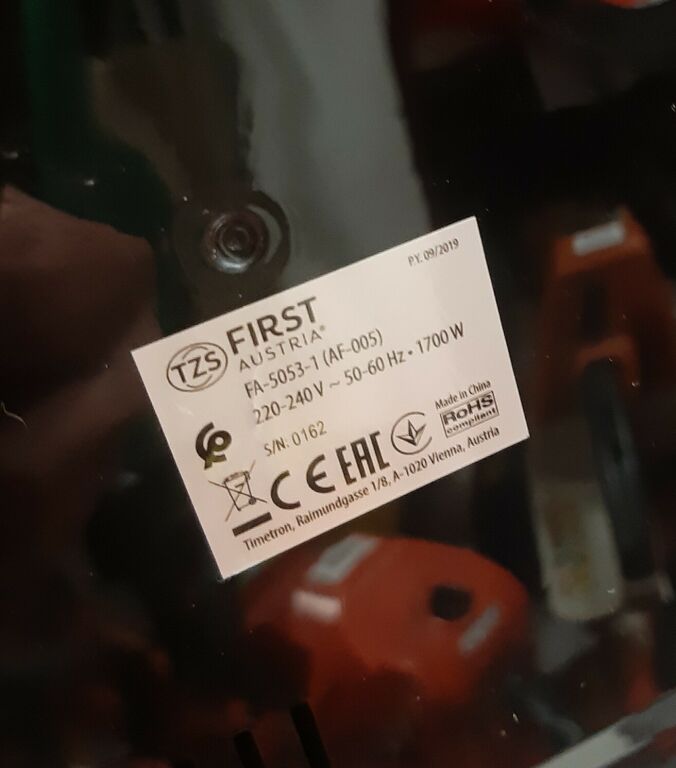 P.Y. 09/2019
TZS FIRST
AUSTRIA®
FA-5053-1 (AF-005)
220-240 V ~ 50-60 Hz • 1700 W
S/N: 0162
Made in China
CE EAC RoHS
compliant
Timetron, Raimundgasse 1/8, A-1020 Vienna, Austria